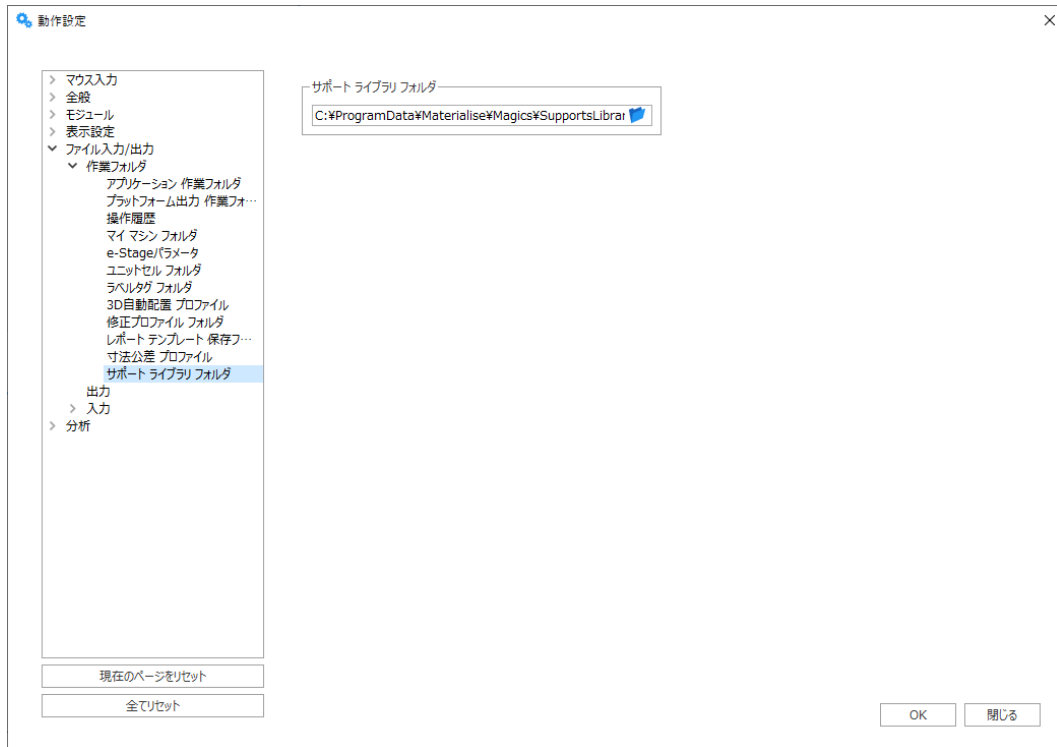 動作設定
マウス入力
全般
モジュール
表示設定
ファイル入力/出力
作業フォルダ
アプリケーション 作業フォルダ
プラットフォーム出力 作業フォ…
操作履歴
マイ マシン フォルダ
e-Stageパラメータ
ユニットセル フォルダ
ラベルタグ フォルダ
3D自動配置 プロファイル
修正プロファイル フォルダ
レポート テンプレート 保存フ…
寸法公差 プロファイル
サポート ライブラリ フォルダ
出力
入力
分析
サポート ライブラリ フォルダ
C:¥ProgramData¥Materialise¥Magics¥SupportsLibrar
現在のページをリセット
全てリセット
OK
閉じる